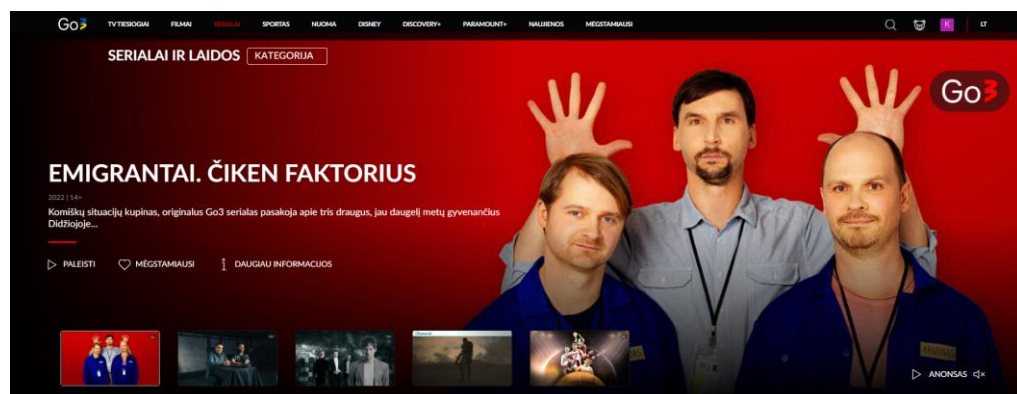 Go3 TV TIESIOGIAI FILMAI SERIALAI SPORTAS NUOMA DISNEY DISCOVERY+ PARAMOUNT+ NAUJIENOS MĖGSTAMIAUSI K LT
SERIALAI IR LAIDOS KATEGORIJA
Go3
EMIGRANTAI. ČIKEN FAKTORIUS
2022 | 14+
Komiškų situacijų kupinas, originalus Go3 serialas pasakoja apie tris draugus, jau daugelį metų gyvenančius
Didžiojoje...
PALEISTI MĖGSTAMIAUSI DAUGIAU INFORMACIJOS
ARMINAS
ANONSAS